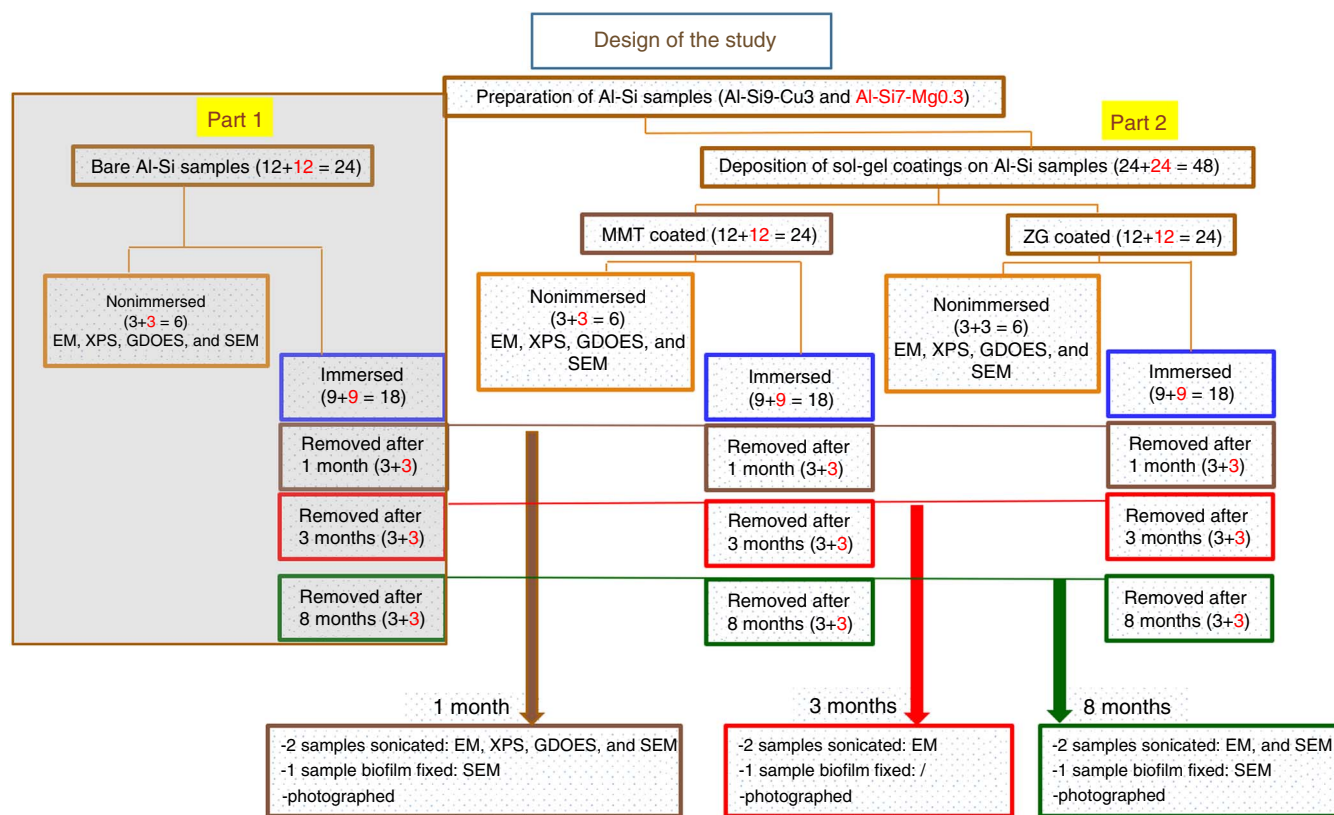 Design of the study
Preparation of Al-Si samples (Al-Si9-Cu3 and Al-Si7-Mg0.3)
Part 1
Bare Al-Si samples (12+12 = 24)
Nonimmersed
(3+3 = 6)
EM, XPS, GDOES, and SEM
Immersed
(9+9 = 18)
Removed after
1 month (3+3)
Removed after
3 months (3+3)
Removed after
8 months (3+3)
Part 2
Deposition of sol-gel coatings on Al-Si samples (24+24 = 48)
MMT coated (12+12 = 24)
Nonimmersed
(3+3 = 6)
EM, XPS, GDOES, and
SEM
Immersed
(9+9 = 18)
Removed after
1 month (3+3)
Removed after
3 months (3+3)
Removed after
8 months (3+3)
ZG coated (12+12 = 24)
Nonimmersed
(3+3 = 6)
EM, XPS, GDOES, and
SEM
Immersed
(9+9 = 18)
Removed after
1 month (3+3)
Removed after
3 months (3+3)
Removed after
8 months (3+3)
1 month
-2 samples sonicated: EM, XPS, GDOES, and SEM
-1 sample biofilm fixed: SEM
-photographed
3 months
-2 samples sonicated: EM
-1 sample biofilm fixed: /
-photographed
8 months
-2 samples sonicated: EM, and SEM
-1 sample biofilm fixed: SEM
-photographed